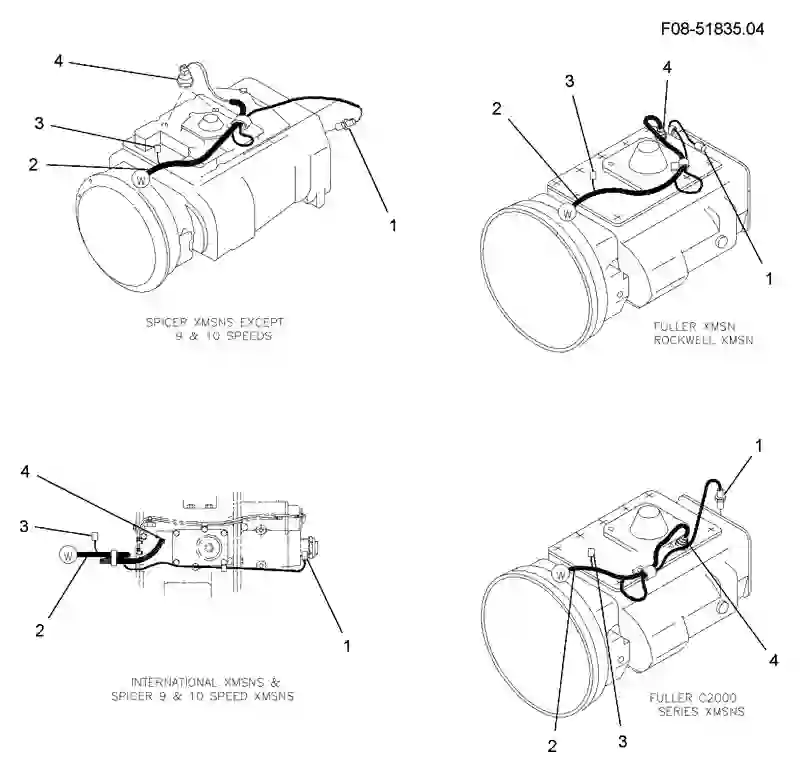 F08-51835.04
4
3
2
W
1
SPICER XMSNS EXCEPT
9 & 10 SPEEDS
4
3
2
W
1
FULLER XMSN
ROCKWELL XMSN
4
3
W
2
1
INTERNATIONAL XMSNS &
SPICER 9 & 10 SPEED XMSNS
1
W
4
2
3
FULLER C2000
SERIES XMSNS